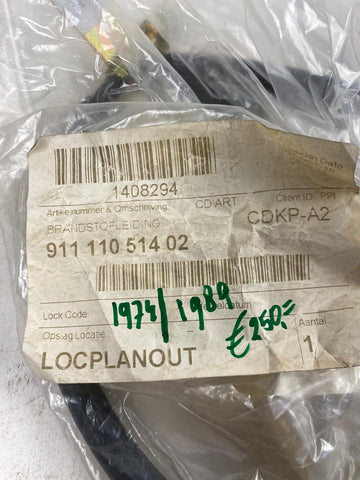 1408294
Artikelnummer & Omschrijving CD ART Client ID PPI
BRANDSTOFLEIDING CDKP-A2
911 110 514 02
Lock Code
1974/1989
Opslag Locatie
€250,=
Aantal
LOCPLANOUT 1